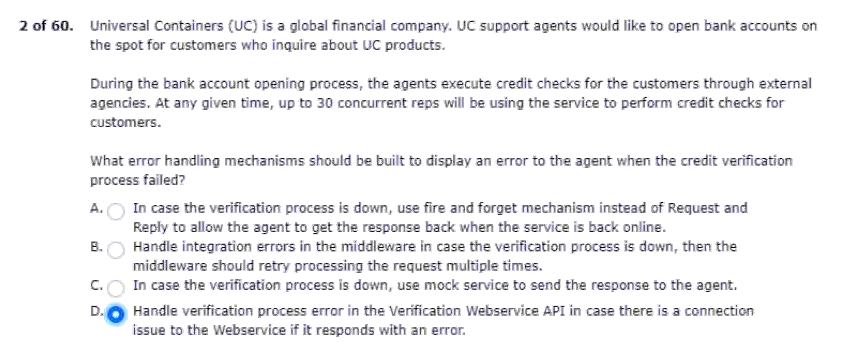 2 of 60. Universal Containers (UC) is a global financial company. UC support agents would like to open bank accounts on
the spot for customers who inquire about UC products.
During the bank account opening process, the agents execute credit checks for the customers through external
agencies. At any given time, up to 30 concurrent reps will be using the service to perform credit checks for
customers.
What error handling mechanisms should be built to display an error to the agent when the credit verification
process failed?
A. In case the verification process is down, use fire and forget mechanism instead of Request and
Reply to allow the agent to get the response back when the service is back online.
B. Handle integration errors in the middleware in case the verification process is down, then the
middleware should retry processing the request multiple times.
C. In case the verification process is down, use mock service to send the response to the agent.
D. Handle verification process error in the Verification Webservice API in case there is a connection
issue to the Webservice if it responds with an error.